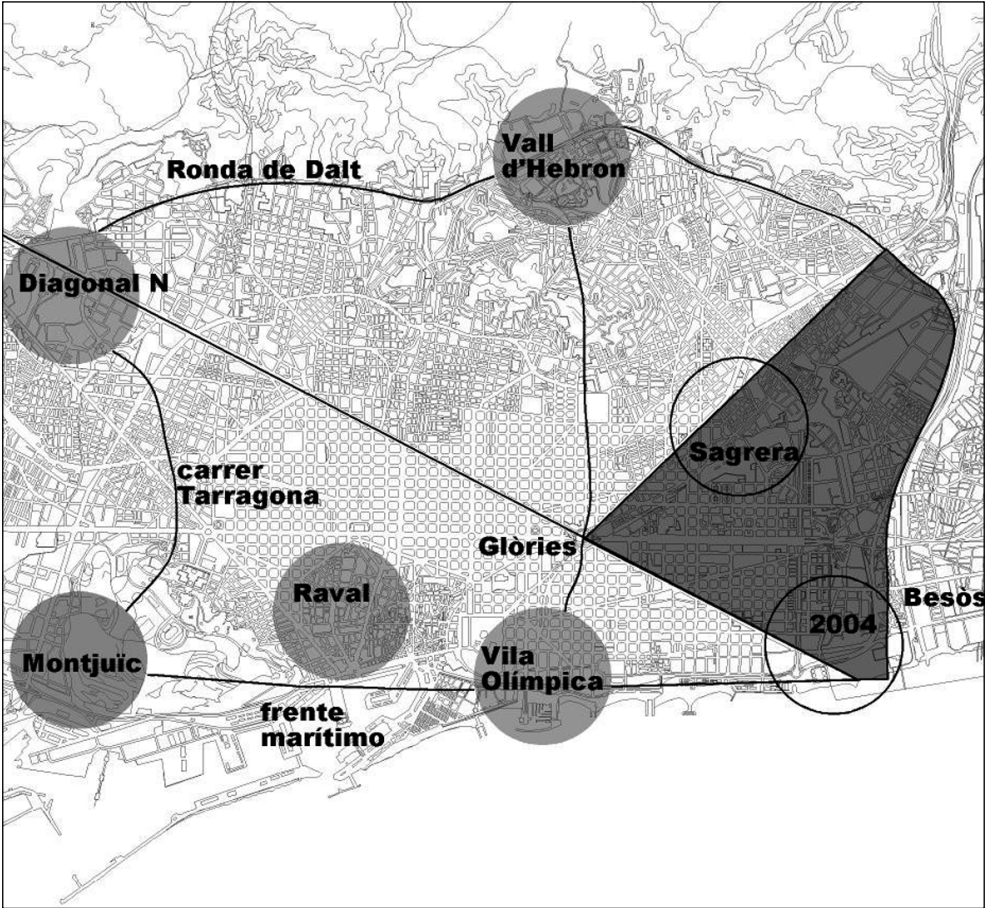 Vall
d'Hebron
Ronda de Dalt
Diagonal N
Sagrera
carrer
Tarragona
Glòries
Raval
Besòs
2004
Montjuïc
Vila
Olímpica
frente
marítimo